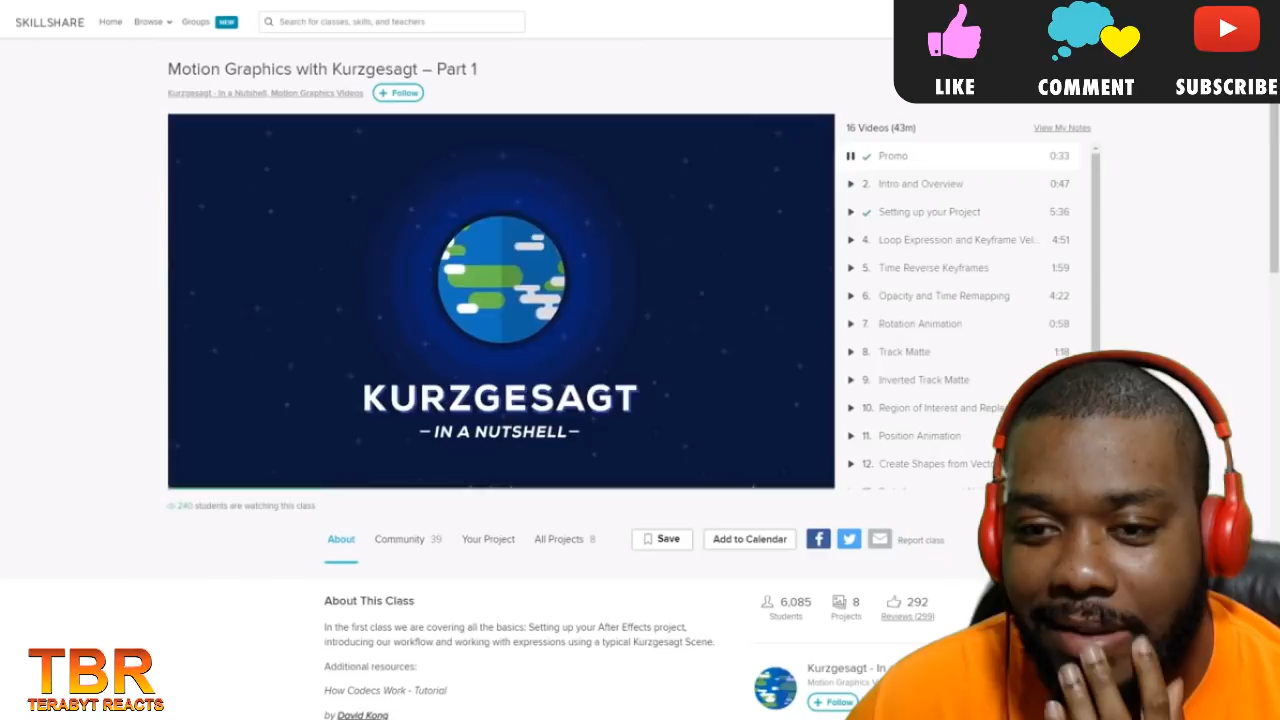 SKILLSHARE Home Browse Groups NEW Search for classes, skills, and teachers
LIKE COMMENT SUBSCRIBE
Motion Graphics with Kurzgesagt – Part 1
Kurzgesagt - In a Nutshell, Motion Graphics Videos + Follow
16 Videos (43m) View My Notes
Promo 0:33
2. Intro and Overview 0:47
Setting up your Project 5:36
4. Loop Expression and Keyframe Vel... 4:51
5. Time Reverse Keyframes 1:59
6. Opacity and Time Remapping 4:22
7. Rotation Animation 0:58
8. Track Matte 1:18
9. Inverted Track Matte
10. Region of Interest and Repla
11. Position Animation
12. Create Shapes from Vecto
KURZGESAGT
– IN A NUTSHELL –
240 students are watching this class
About Community 39 Your Project All Projects 8 Save Add to Calendar Report class
About This Class
In the first class we are covering all the basics: Setting up your After Effects project,
introducing our workflow and working with expressions using a typical Kurzgesagt Scene.
Additional resources:
How Codecs Work - Tutorial
by David Kong
6,085 8 292
Students Projects Reviews (299)
Kurzgesagt - In
Motion Graphics
+ Follow
TBR
TERABYT REACTS